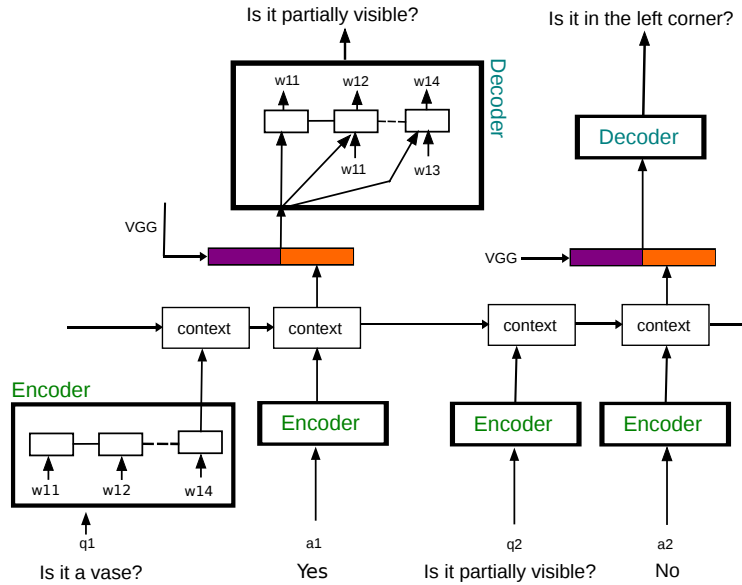 Is it partially visible?
Is it in the left corner?
Decoder
w11
w12
w14
w11
w13
Decoder
VGG
VGG
context
context
context
context
Encoder
w11
w12
w14
Encoder
Encoder
Encoder
q1
a1
q2
a2
Is it a vase?
Yes
Is it partially visible?
No